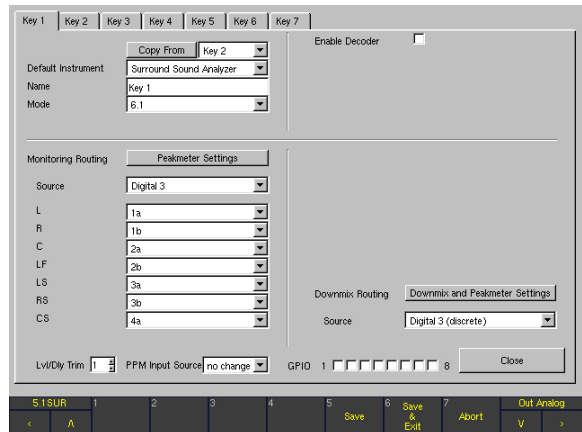 Key 1 Key 2 Key 3 Key 4 Key 5 Key 6 Key 7
Copy From Key 2
Enable Decoder
Default Instrument Surround Sound Analyzer
Name Key 1
Mode 6.1
Monitoring Routing Peakmeter Settings
Source Digital 3
L 1a
R 1b
C 2a
LF 2b
LS 3a
RS 3b
CS 4a
Downmix Routing Downmix and Peakmeter Settings
Source Digital 3 (discrete)
Lvl/Dly Trim 1 PPM Input Source no change GPIO 1 8 Close
5.1SUR 1 2 3 4 5 6 7 Out Analog
< Λ Save Save & Exit Abort V >